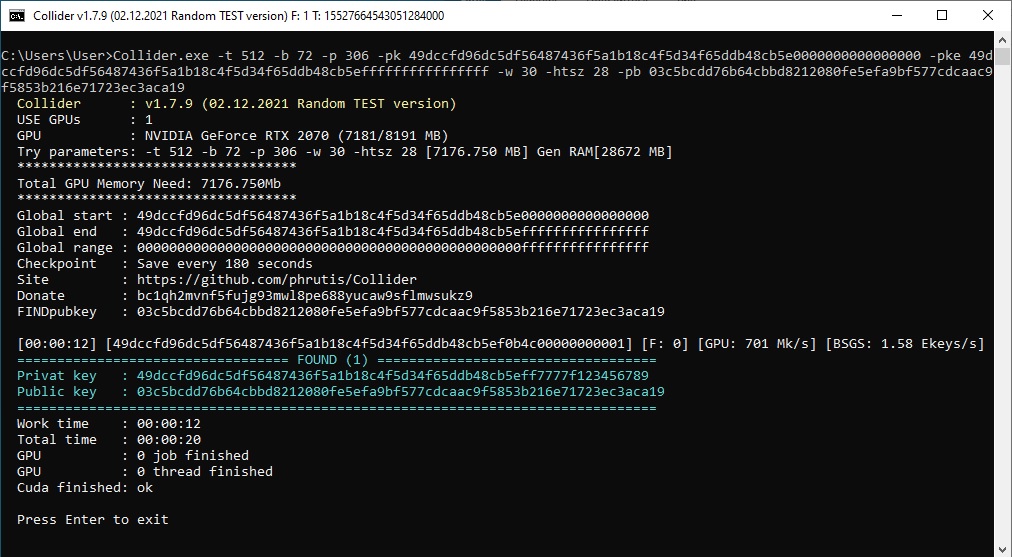 Collider v1.7.9 (02.12.2021 Random TEST version) F: 1 T: 15527664543051284000
C:\Users\User>Collider.exe -t 512 -b 72 -p 306 -pk 49dccfd96dc5df56487436f5a1b18c4f5d34f65ddb48cb5e0000000000000000 -pke 49d
ccfd96dc5df56487436f5a1b18c4f5d34f65ddb48cb5effffffffffffffff -w 30 -htsz 28 -pb 03c5bcdd76b64cbbd8212080fe5efa9bf577cdcaac9
f5853b216e71723ec3aca19
Collider : v1.7.9 (02.12.2021 Random TEST version)
USE GPUs : 1
GPU : NVIDIA GeForce RTX 2070 (7181/8191 MB)
Try parameters: -t 512 -b 72 -p 306 -w 30 -htsz 28 [7176.750 MB] Gen RAM[28672 MB]
***********************************
Total GPU Memory Need: 7176.750Mb
***********************************
Global start : 49dccfd96dc5df56487436f5a1b18c4f5d34f65ddb48cb5e0000000000000000
Global end : 49dccfd96dc5df56487436f5a1b18c4f5d34f65ddb48cb5effffffffffffffff
Global range : 000000000000000000000000000000000000000000000000ffffffffffffffff
Checkpoint : Save every 180 seconds
Site : https://github.com/phrutis/Collider
Donate : bc1qh2mvnf5fujg93mwl8pe688yucaw9sflmwsukz9
FINDpubkey : 03c5bcdd76b64cbbd8212080fe5efa9bf577cdcaac9f5853b216e71723ec3aca19
[00:00:12] [49dccfd96dc5df56487436f5a1b18c4f5d34f65ddb48cb5ef0b4c00000000001] [F: 0] [GPU: 701 Mk/s] [BSGS: 1.58 Ekeys/s]
================================== FOUND (1) ===================================
Privat key : 49dccfd96dc5df56487436f5a1b18c4f5d34f65ddb48cb5eff7777f123456789
Public key : 03c5bcdd76b64cbbd8212080fe5efa9bf577cdcaac9f5853b216e71723ec3aca19
================================================================================
Work time : 00:00:12
Total time : 00:00:20
GPU : 0 job finished
GPU : 0 thread finished
Cuda finished: ok
Press Enter to exit